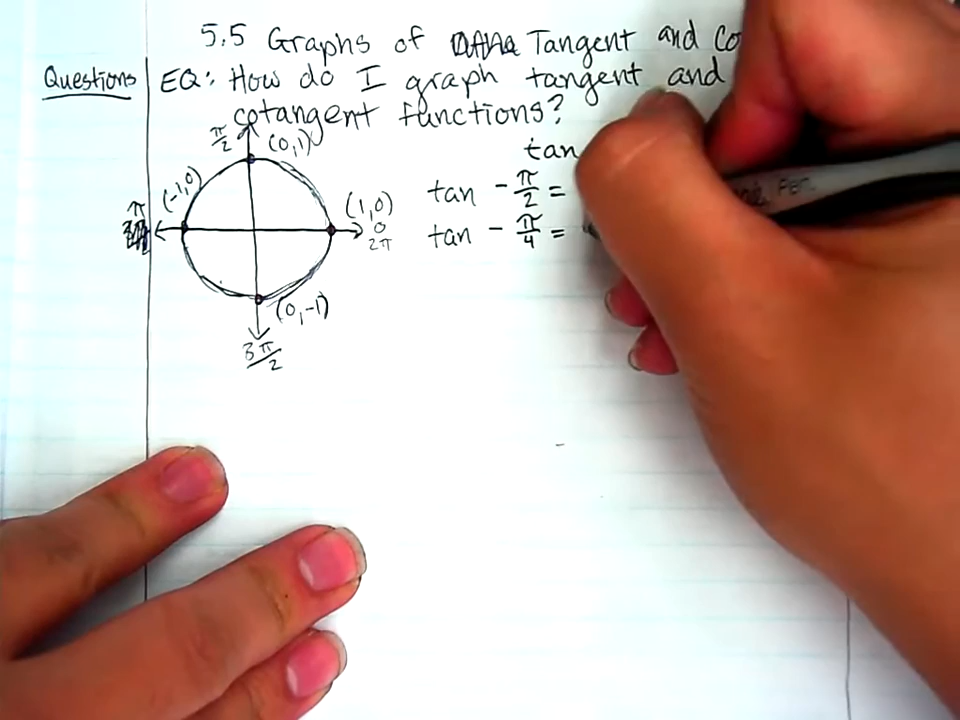 5.5 Graphs of Tangent and
Questions EQ: How do I graph tangent and
cotangent functions?
π/2 (0,1)
tan
(-1,0)
tan - π/2 =
(1,0)
π
0
2π
tan - π/4 =
(0,-1)
3π/2
Pen